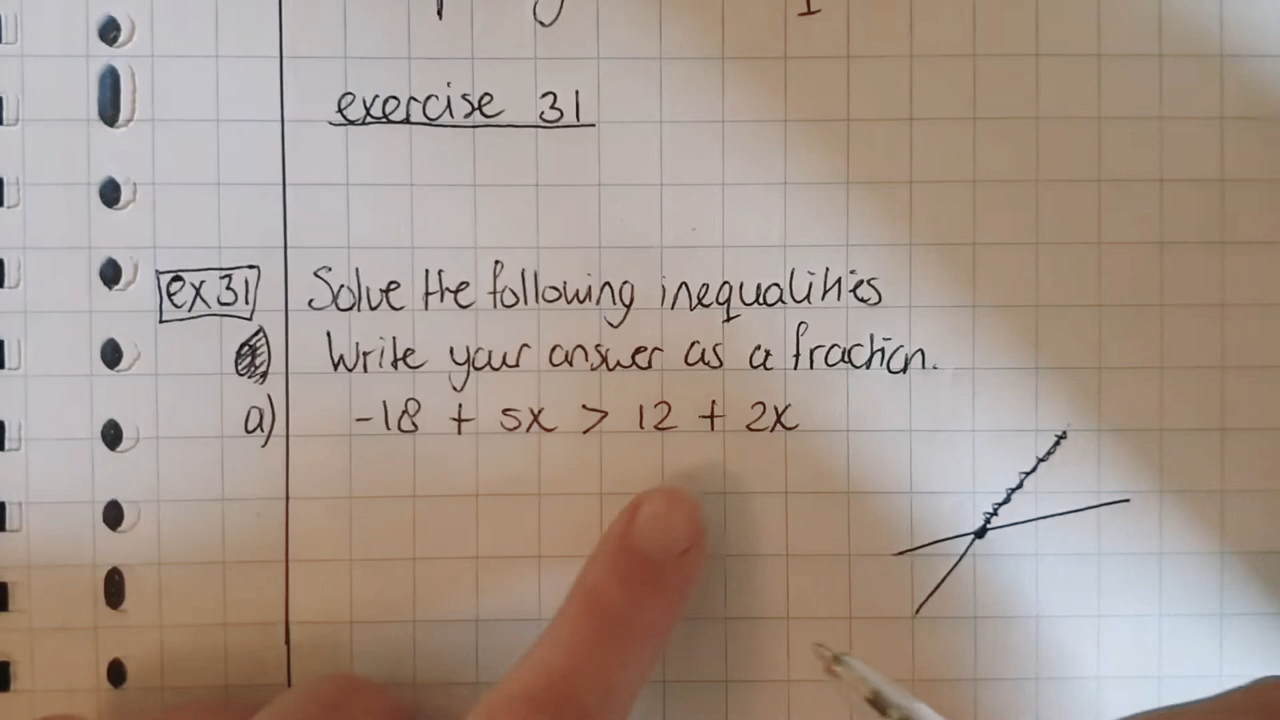 exercise 31
ex 31 Solve the following inequalities
Write your answer as a fraction.
a) -18 + 5x > 12 + 2x